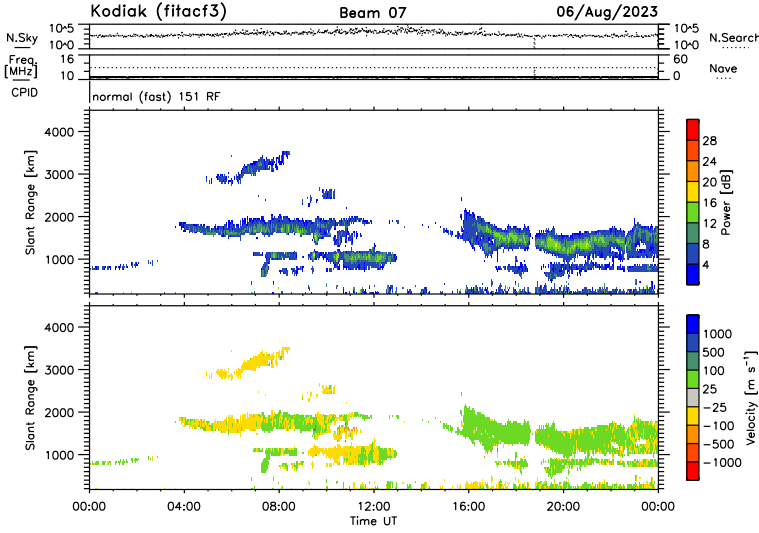 Kodiak (fitacf3) Beam 07 06/Aug/2023
N.Sky 10^5 10^0 10^5 10^0 N.Search
Freq. [MHz] 16 10 60 0 Nave
CPID normal (fast) 151 RF
Slant Range [km]
4000
3000
2000
1000
Power [dB]
28
24
20
16
12
8
4
Slant Range [km]
4000
3000
2000
1000
Velocity [m s^-1]
1000
500
100
25
-25
-100
-500
-1000
00:00 04:00 08:00 12:00 16:00 20:00 00:00
Time UT